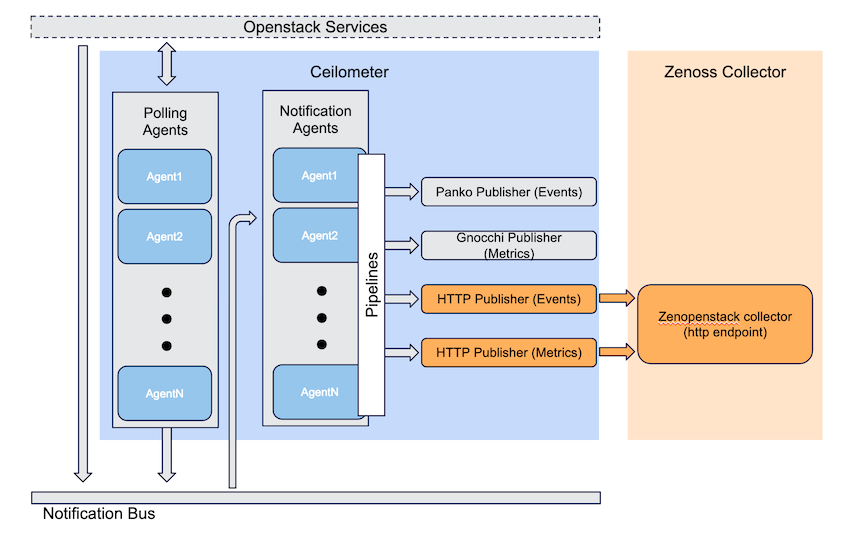 Openstack Services
Ceilometer
Zenoss Collector
Polling
Agents
Agent1
Agent2
AgentN
Notification
Agents
Agent1
Agent2
AgentN
Pipelines
Panko Publisher (Events)
Gnocchi Publisher
(Metrics)
HTTP Publisher (Events)
HTTP Publisher (Metrics)
Zenopenstack collector
(http endpoint)
Notification Bus